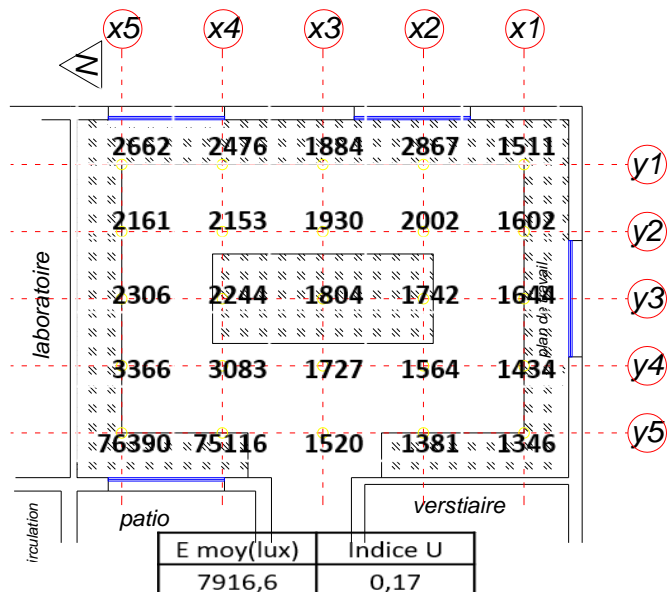 x5 x4 x3 x2 x1
N
2662 2476 1884 2867 1511 y1
2161 2153 1930 2002 1602 y2
laboratoire
2306 2244 1804 1742 1644 y3
plan de travail
3366 3083 1727 1564 1434 y4
76390 75116 1520 1381 1346 y5
irculation
patio
verstiaire
E moy(lux) Indice U
7916,6 0,17